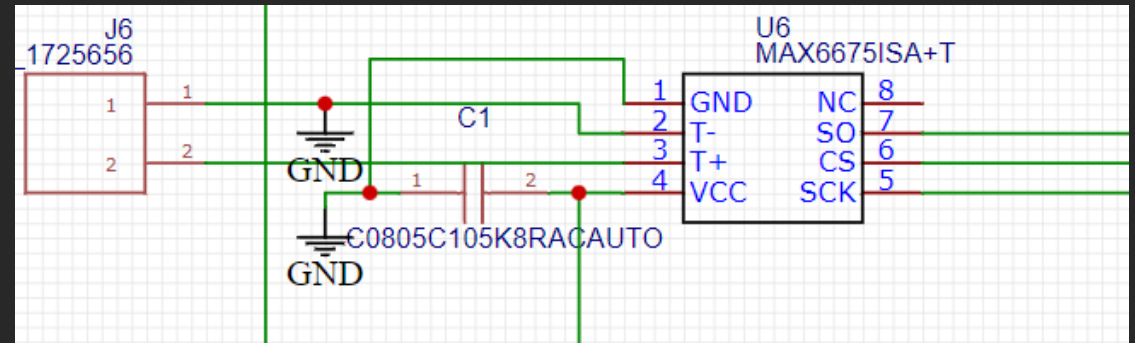 J6
_1725656
1
1
2
2
GND
GND
C1
1
2
C0805C105K8RACAUTO
U6
MAX6675ISA+T
1
GND
NC
8
2
T-
SO
7
3
T+
CS
6
4
VCC
SCK
5